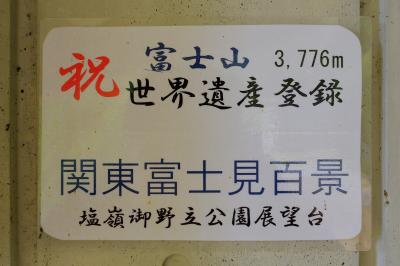 富士山 3,776m
祝 世界遺産登録
関東富士見百景
塩嶺御野立公園展望台